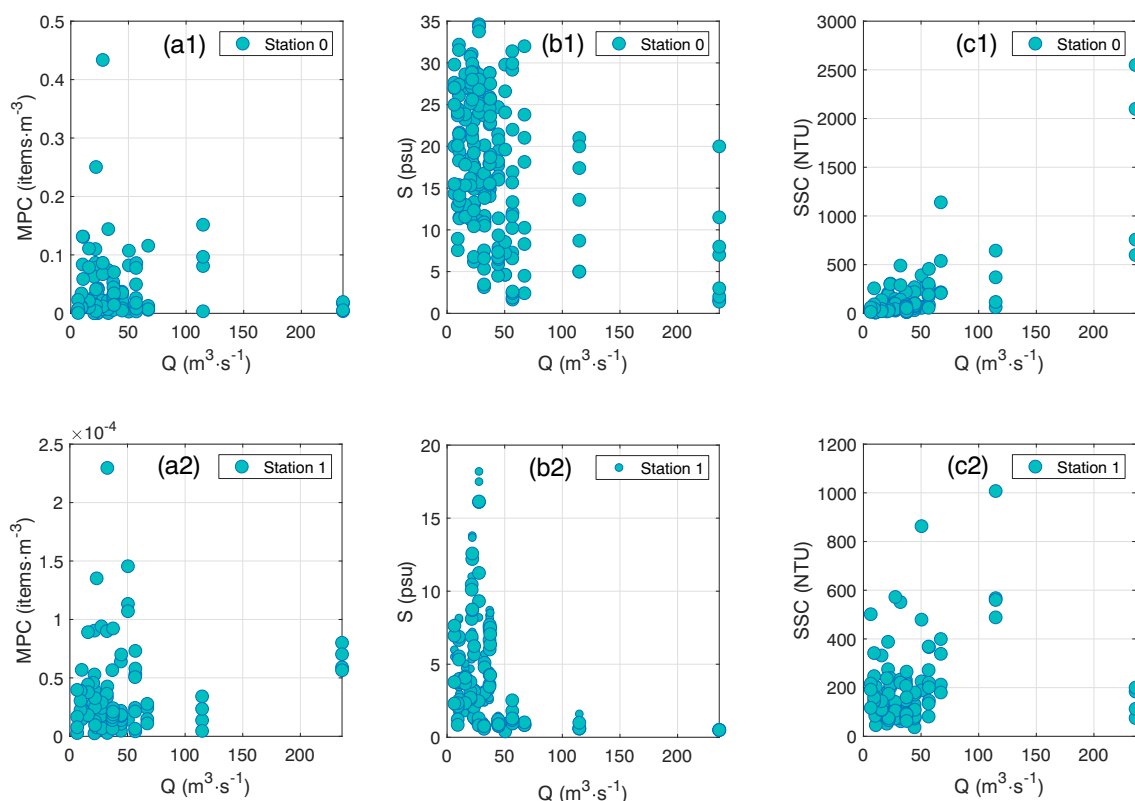 (a1)
Station 0
0.5
0.4
0.3
0.2
0.1
0
MPC (items·m⁻³)
0 50 100 150 200
Q (m³·s⁻¹)
(b1)
Station 0
35
30
25
20
15
10
5
0
S (psu)
0 50 100 150 200
Q (m³·s⁻¹)
(c1)
Station 0
3000
2500
2000
1500
1000
500
0
SSC (NTU)
0 50 100 150 200
Q (m³·s⁻¹)
×10⁻⁴
(a2)
Station 1
2.5
2
1.5
1
0.5
0
MPC (items·m⁻³)
0 50 100 150 200
Q (m³·s⁻¹)
(b2)
Station 1
20
15
10
5
0
S (psu)
0 50 100 150 200
Q (m³·s⁻¹)
(c2)
Station 1
1200
1000
800
600
400
200
0
SSC (NTU)
0 50 100 150 200
Q (m³·s⁻¹)